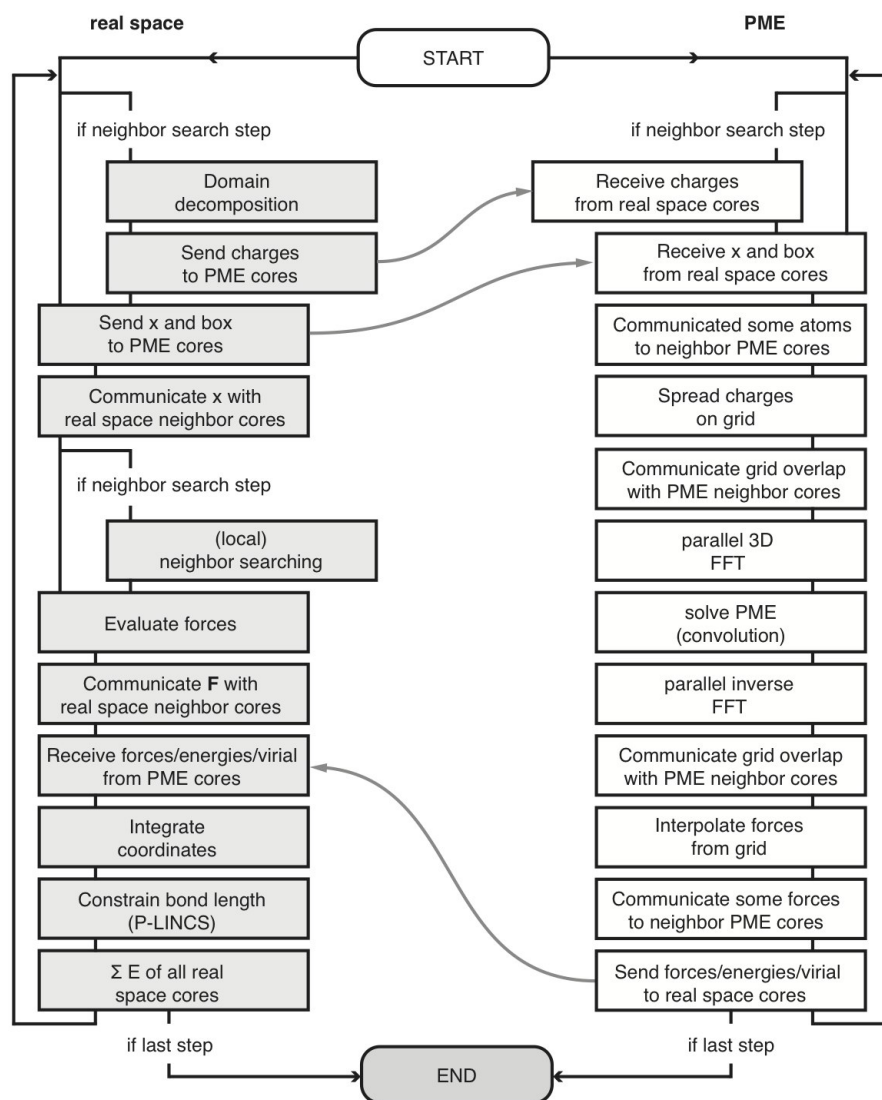 real space
PME
START
if neighbor search step
Domain
decomposition
Send charges
to PME cores
Send x and box
to PME cores
Communicate x with
real space neighbor cores
if neighbor search step
(local)
neighbor searching
Evaluate forces
Communicate F with
real space neighbor cores
Receive forces/energies/virial
from PME cores
Integrate
coordinates
Constrain bond length
(P-LINCS)
Σ E of all real
space cores
if last step
if neighbor search step
Receive charges
from real space cores
Receive x and box
from real space cores
Communicated some atoms
to neighbor PME cores
Spread charges
on grid
Communicate grid overlap
with PME neighbor cores
parallel 3D
FFT
solve PME
(convolution)
parallel inverse
FFT
Communicate grid overlap
with PME neighbor cores
Interpolate forces
from grid
Communicate some forces
to neighbor PME cores
Send forces/energies/virial
to real space cores
if last step
END